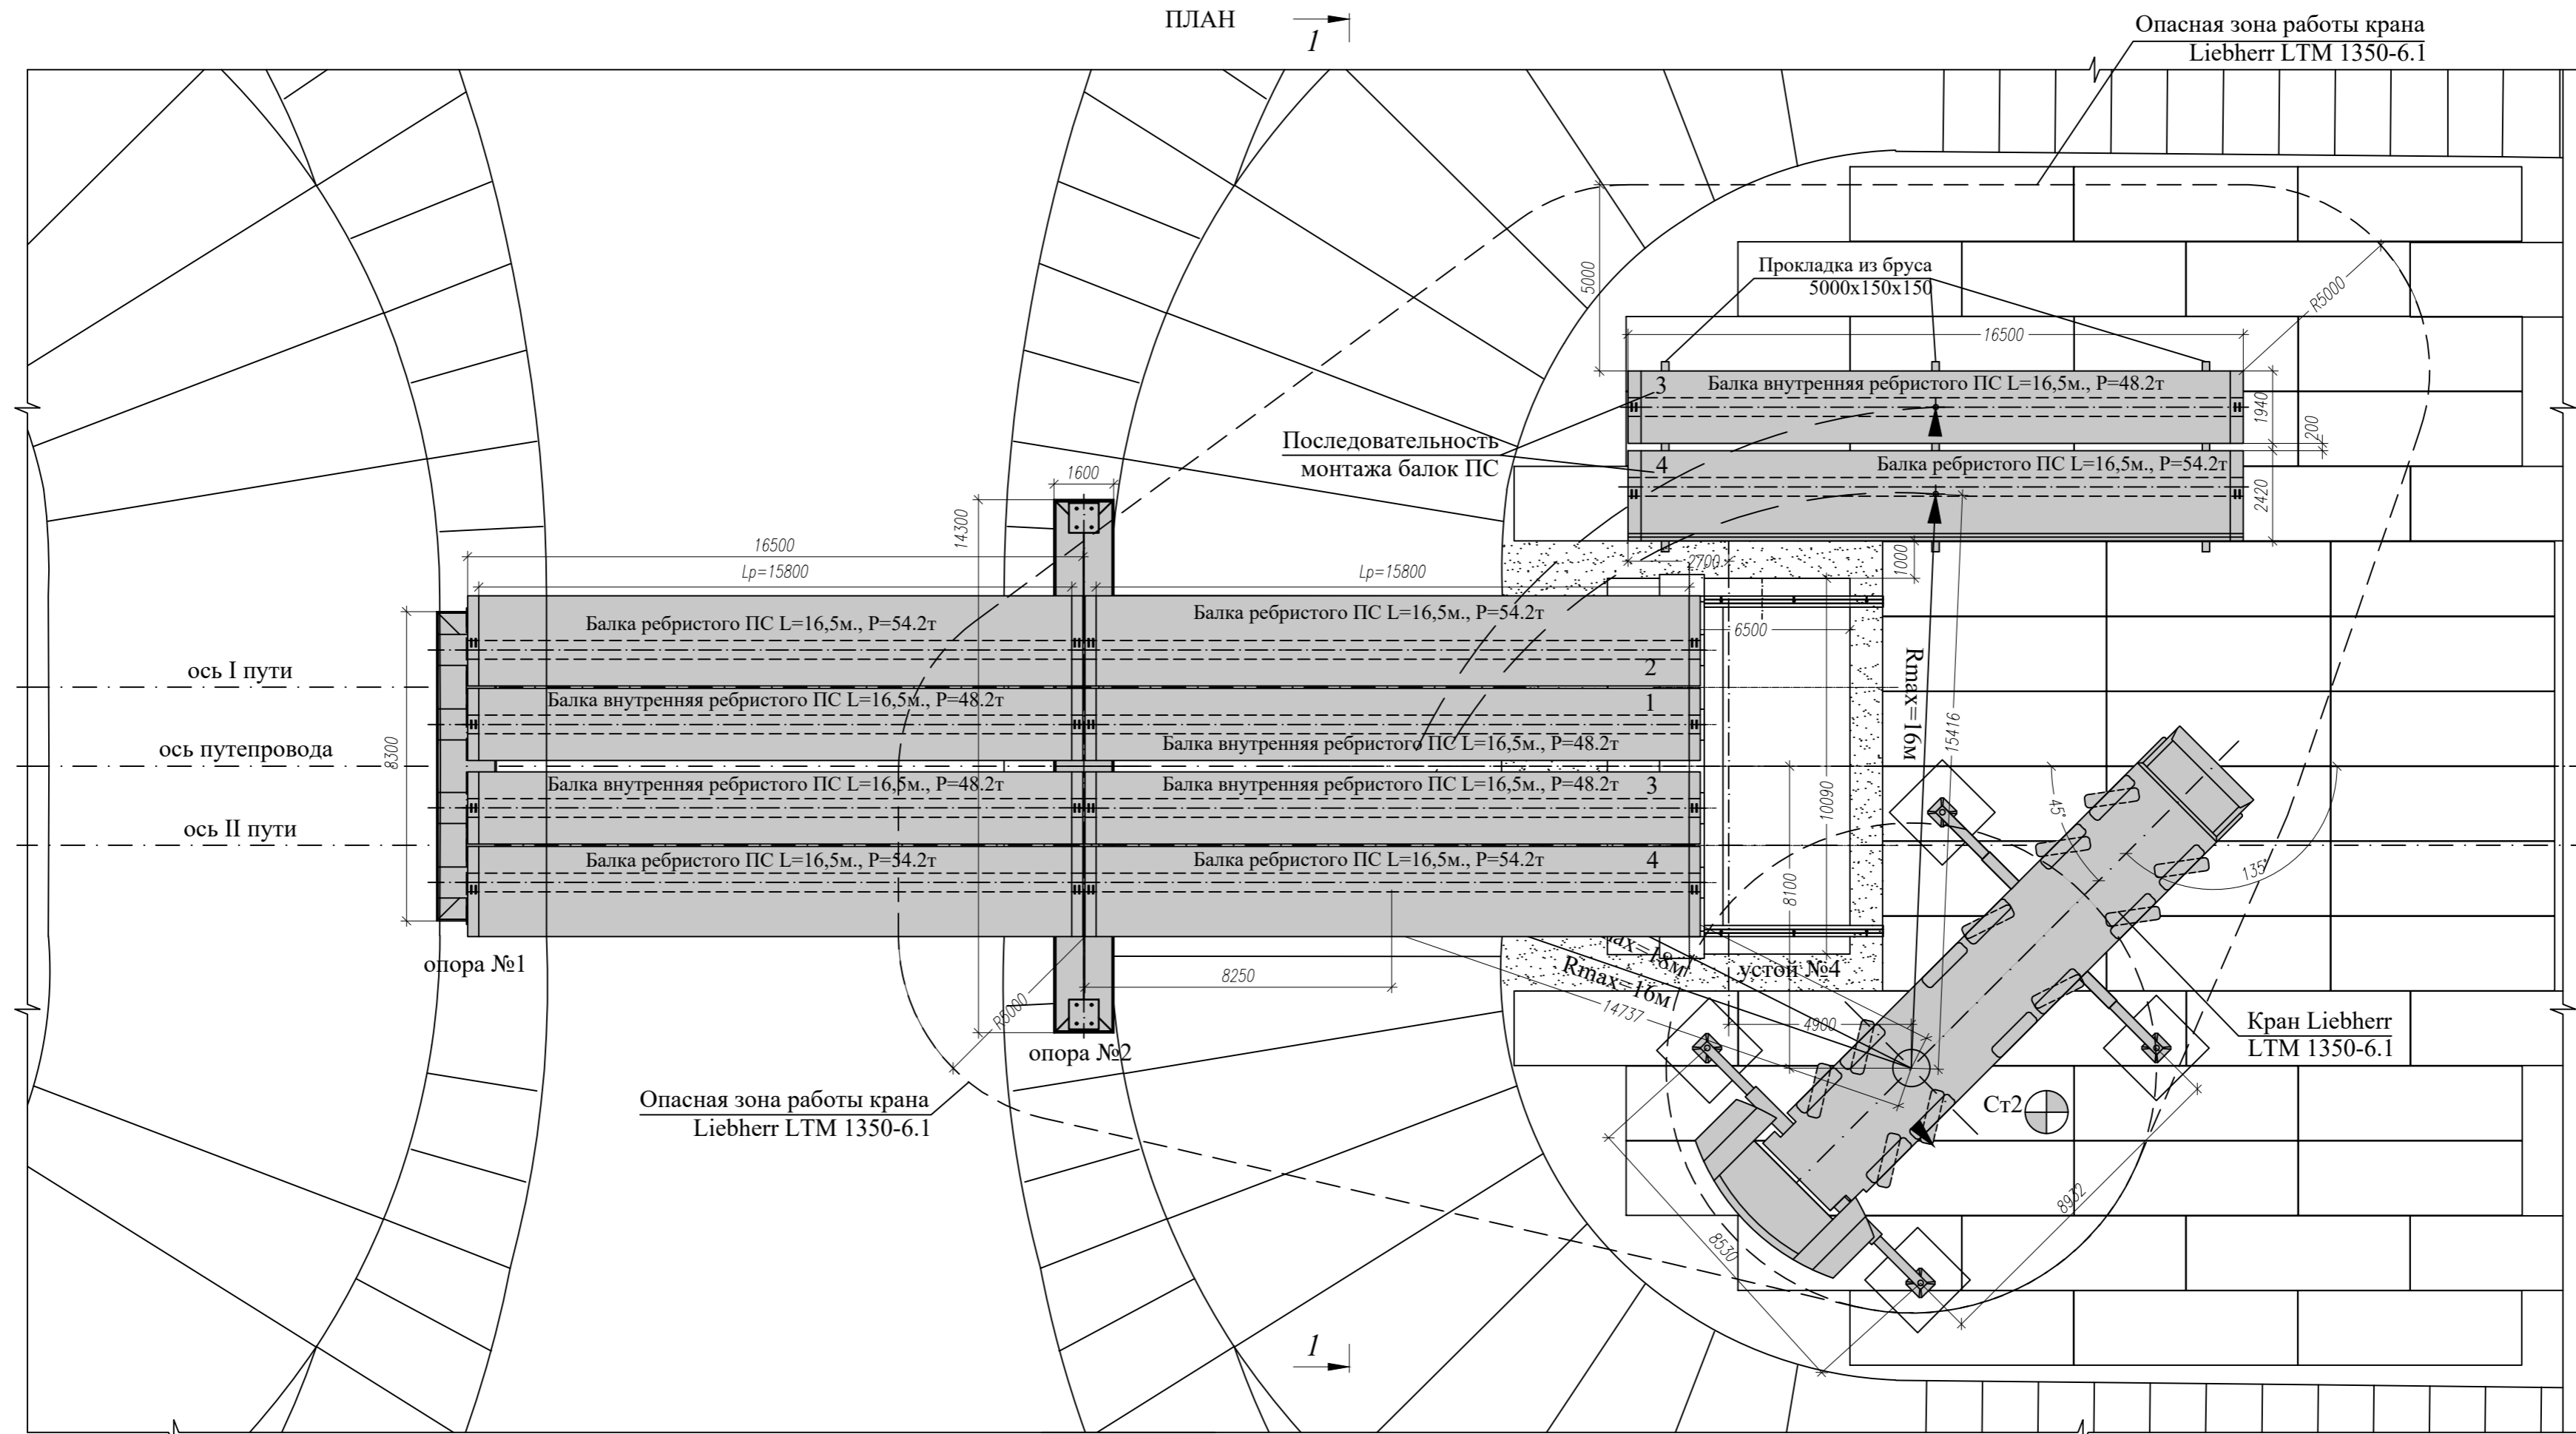 ПЛАН
1
Опасная зона работы крана
Liebherr LTM 1350-6.1
Прокладка из бруса
5000х150х150
5000
R5000
16500
3
Балка внутренняя ребристого ПС L=16,5м., Р=48.2т
1940
200
Последовательность
монтажа балок ПС
4
Балка ребристого ПС L=16,5м., Р=54.2т
2420
1600
14300
16500
Lр=15800
Lр=15800
2700
1000
Балка ребристого ПС L=16,5м., Р=54.2т
Балка ребристого ПС L=16,5м., Р=54.2т
6500
2
ось I пути
Балка внутренняя ребристого ПС L=16,5м., Р=48.2т
1
Rmax=16м
15416
ось путепровода
8300
Балка внутренняя ребристого ПС L=16,5м., Р=48.2т
Балка внутренняя ребристого ПС L=16,5м., Р=48.2т
Балка внутренняя ребристого ПС L=16,5м., Р=48.2т
3
10090
45°
ось II пути
Балка ребристого ПС L=16,5м., Р=54.2т
Балка ребристого ПС L=16,5м., Р=54.2т
4
8100
135°
опора №1
8250
ax=18м
Rmax=16м
устой №4
14737
4900
R5000
опора №2
Кран Liebherr
LTM 1350-6.1
Опасная зона работы крана
Liebherr LTM 1350-6.1
Ст2
8932
8530
1